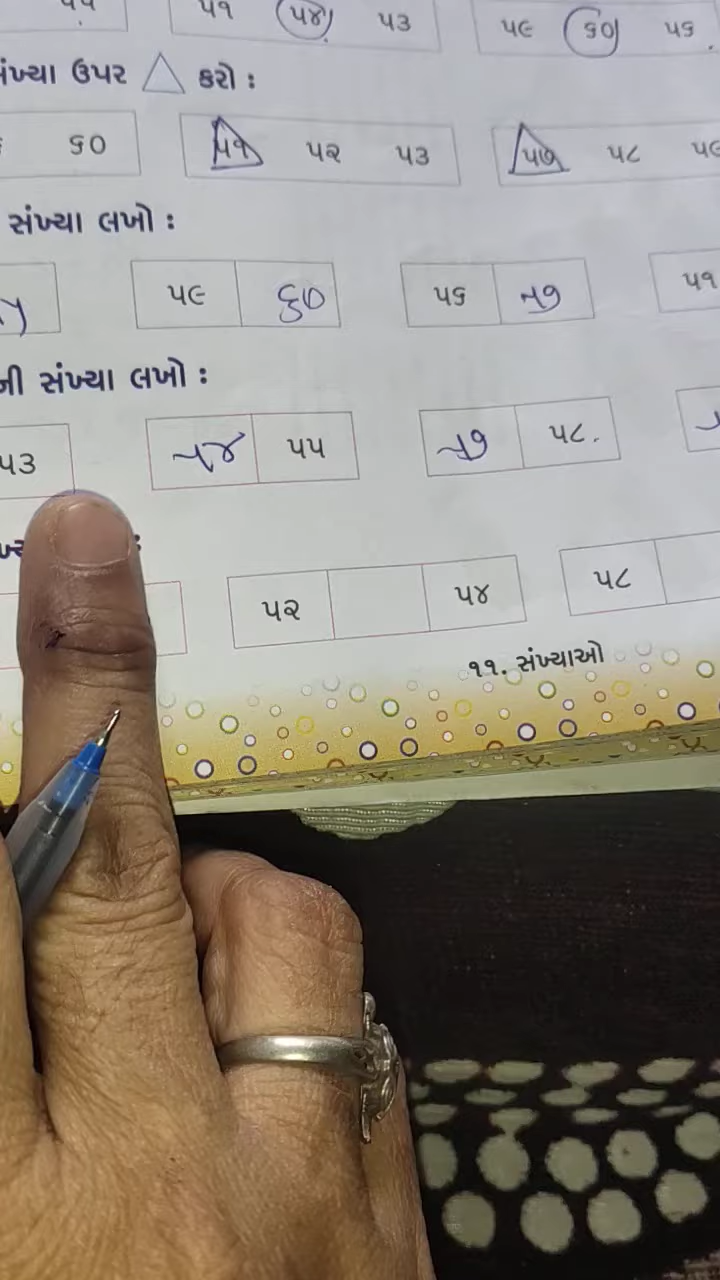 ૫૧ ૫૪ ૫૩ ૫૯ ૬૦ ૫૬
સંખ્યા ઉપર △ કરો :
૬૦ ૫૧ ૫૨ ૫૩ ૫૭ ૫૮
સંખ્યા લખો :
૫૯ ૬૦ ૫૬ ૫૭ ૫૧
ની સંખ્યા લખો :
૫૩ ૫૪ ૫૫ ૫૭ ૫૮
૫૨ ૫૪ ૫૮
૧૧. સંખ્યાઓ